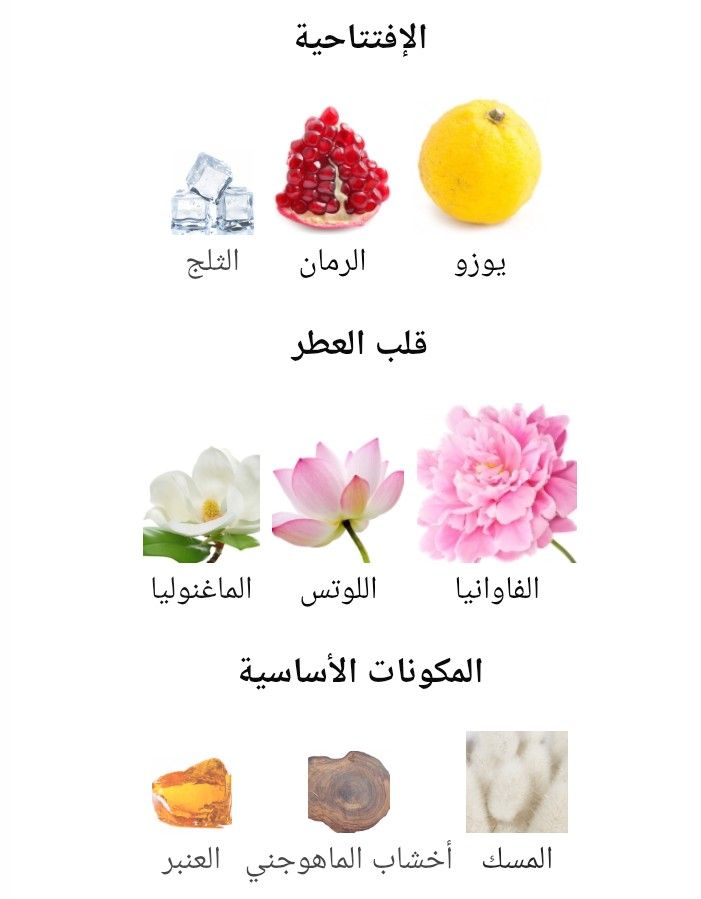 الإفتتاحية
يوزو
الرمان
الثلج
قلب العطر
الفاوانيا
اللوتس
الماغنوليا
المكونات الأساسية
المسك
أخشاب الماهوجني
العنبر